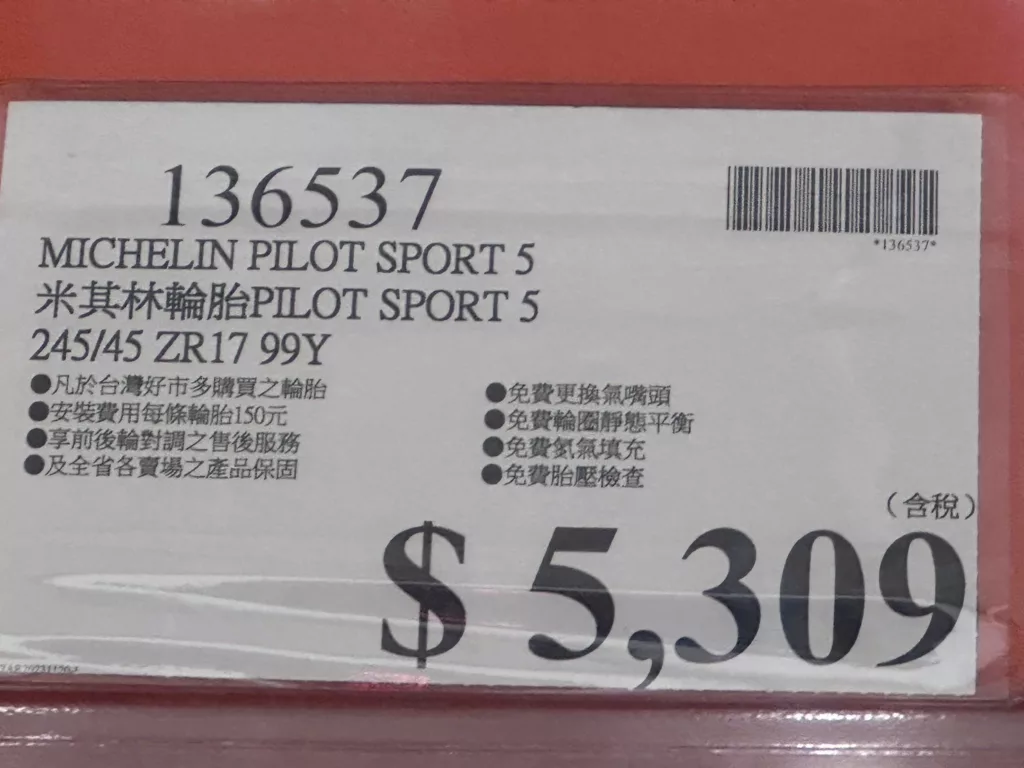 136537
*136537*
MICHELIN PILOT SPORT 5
米其林輪胎PILOT SPORT 5
245/45 ZR17 99Y
●凡於台灣好市多購買之輪胎
●安裝費用每條輪胎150元
●享前後輪對調之售後服務
●及全省各賣場之產品保固
●免費更換氣嘴頭
●免費輪圈靜態平衡
●免費氮氣填充
●免費胎壓檢查
(含稅)
$ 5,309